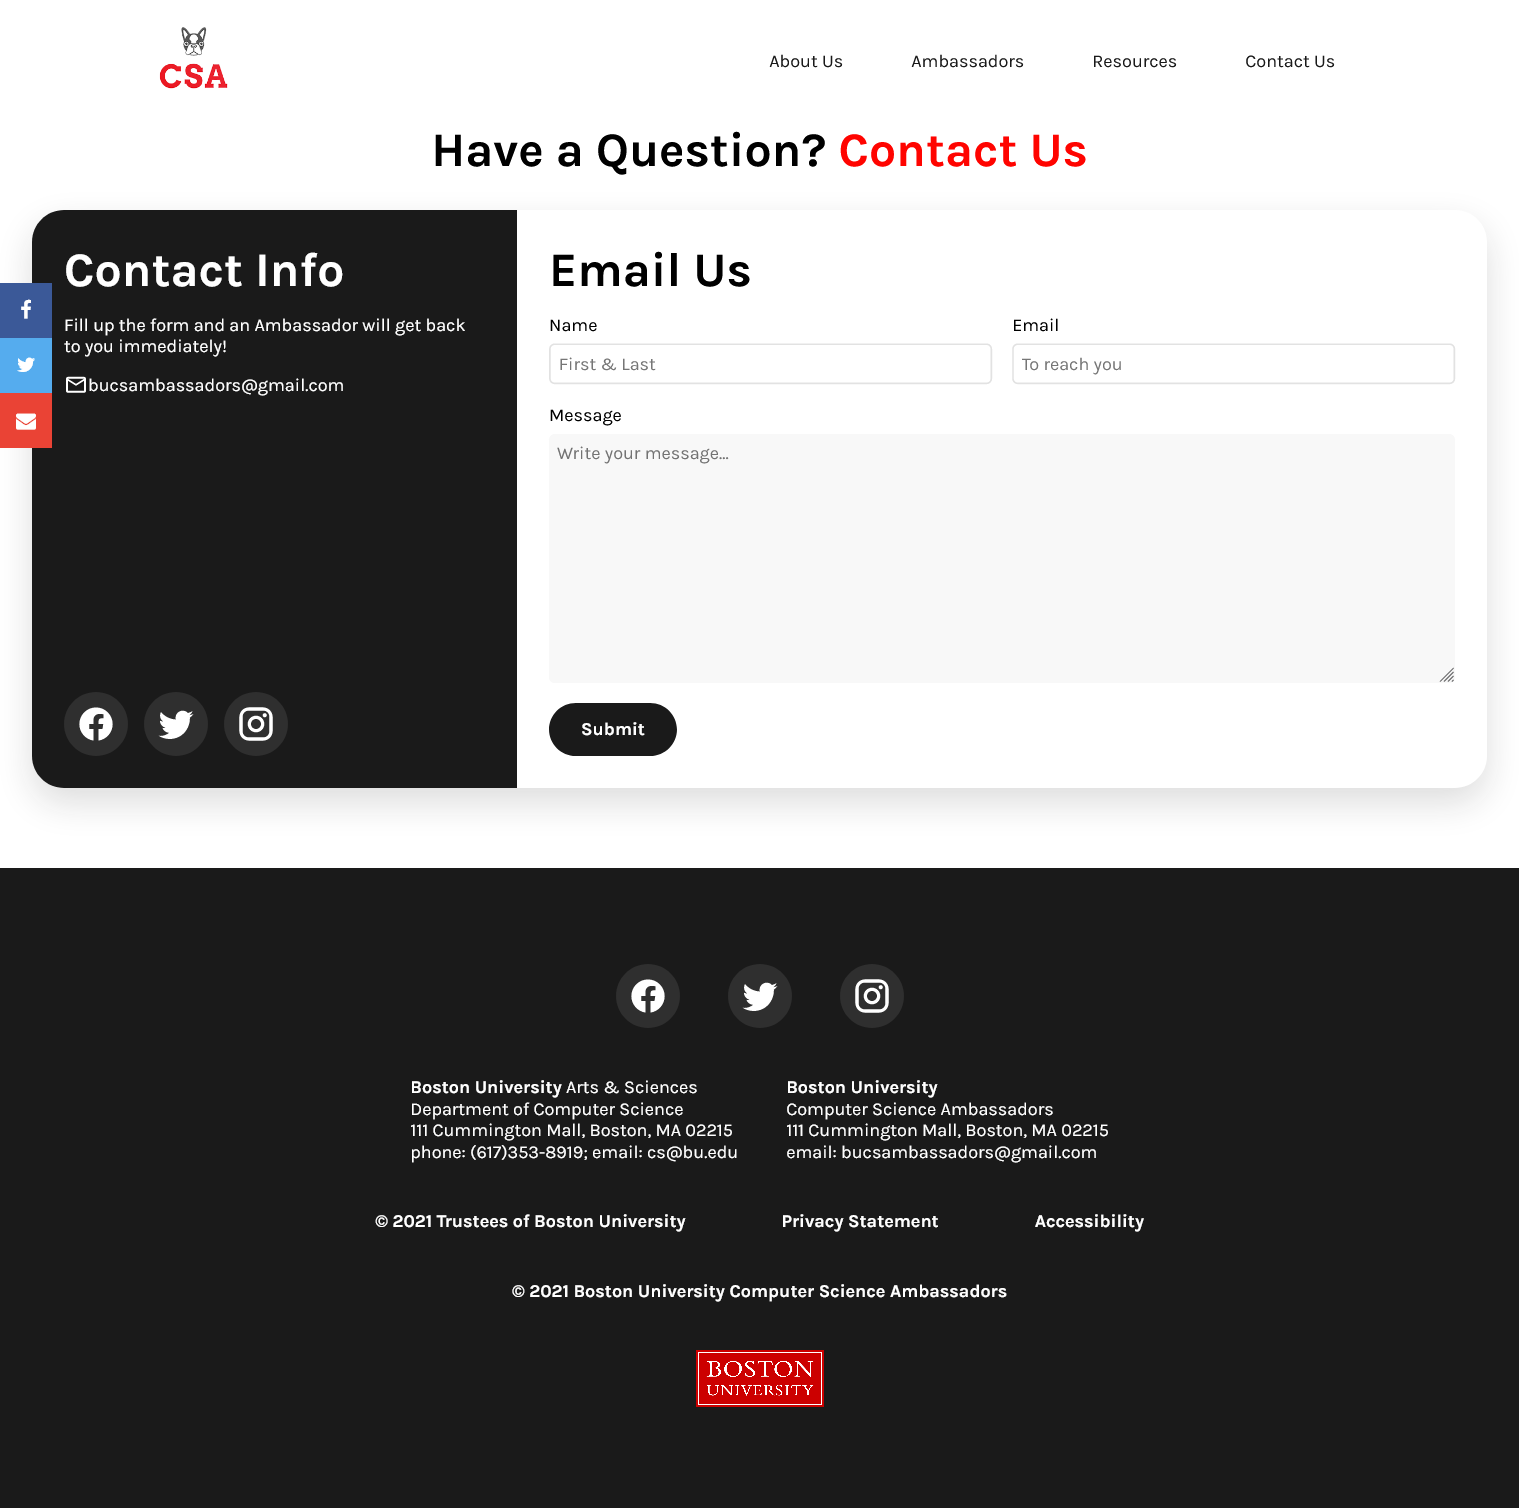 CSA
About Us
Ambassadors
Resources
Contact Us
Have a Question? Contact Us
Contact Info
Fill up the form and an Ambassador will get back
to you immediately!
bucsambassadors@gmail.com
Email Us
Name
Email
First & Last
To reach you
Message
Write your message...
Submit
Boston University Arts & Sciences
Department of Computer Science
111 Cummington Mall, Boston, MA 02215
phone: (617)353-8919; email: cs@bu.edu
Boston University
Computer Science Ambassadors
111 Cummington Mall, Boston, MA 02215
email: bucsambassadors@gmail.com
© 2021 Trustees of Boston University
Privacy Statement
Accessibility
© 2021 Boston University Computer Science Ambassadors
BOSTON
UNIVERSITY